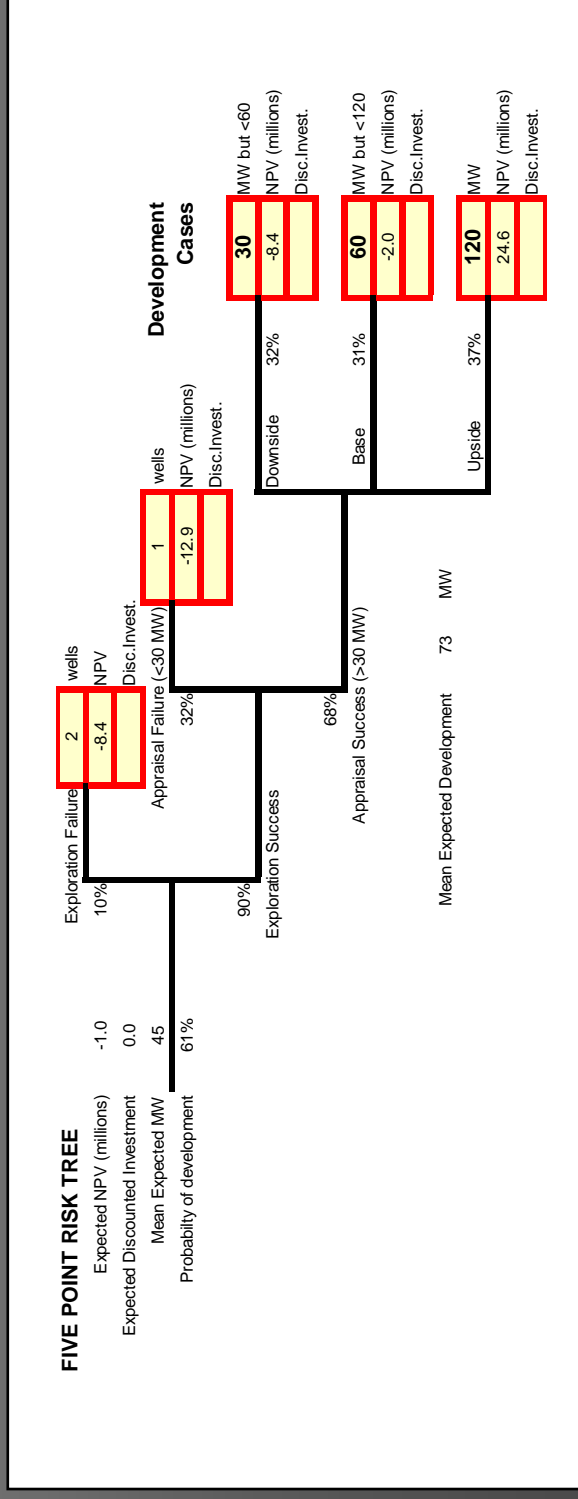 FIVE POINT RISK TREE
Expected NPV (millions) -1.0
Expected Discounted Investment 0.0
Mean Expected MW 45
Probabilty of development 61%
Exploration Failure
10%
2 wells
-8.4 NPV
Disc.Invest.
90%
Exploration Success
Appraisal Failure (<30 MW)
32%
1 wells
-12.9 NPV (millions)
Disc.Invest.
68%
Appraisal Success (>30 MW)
Mean Expected Development 73 MW
Development
Cases
Downside 32%
30 MW but <60
-8.4 NPV (millions)
Disc.Invest.
Base 31%
60 MW but <120
-2.0 NPV (millions)
Disc.Invest.
Upside 37%
120 MW
24.6 NPV (millions)
Disc.Invest.